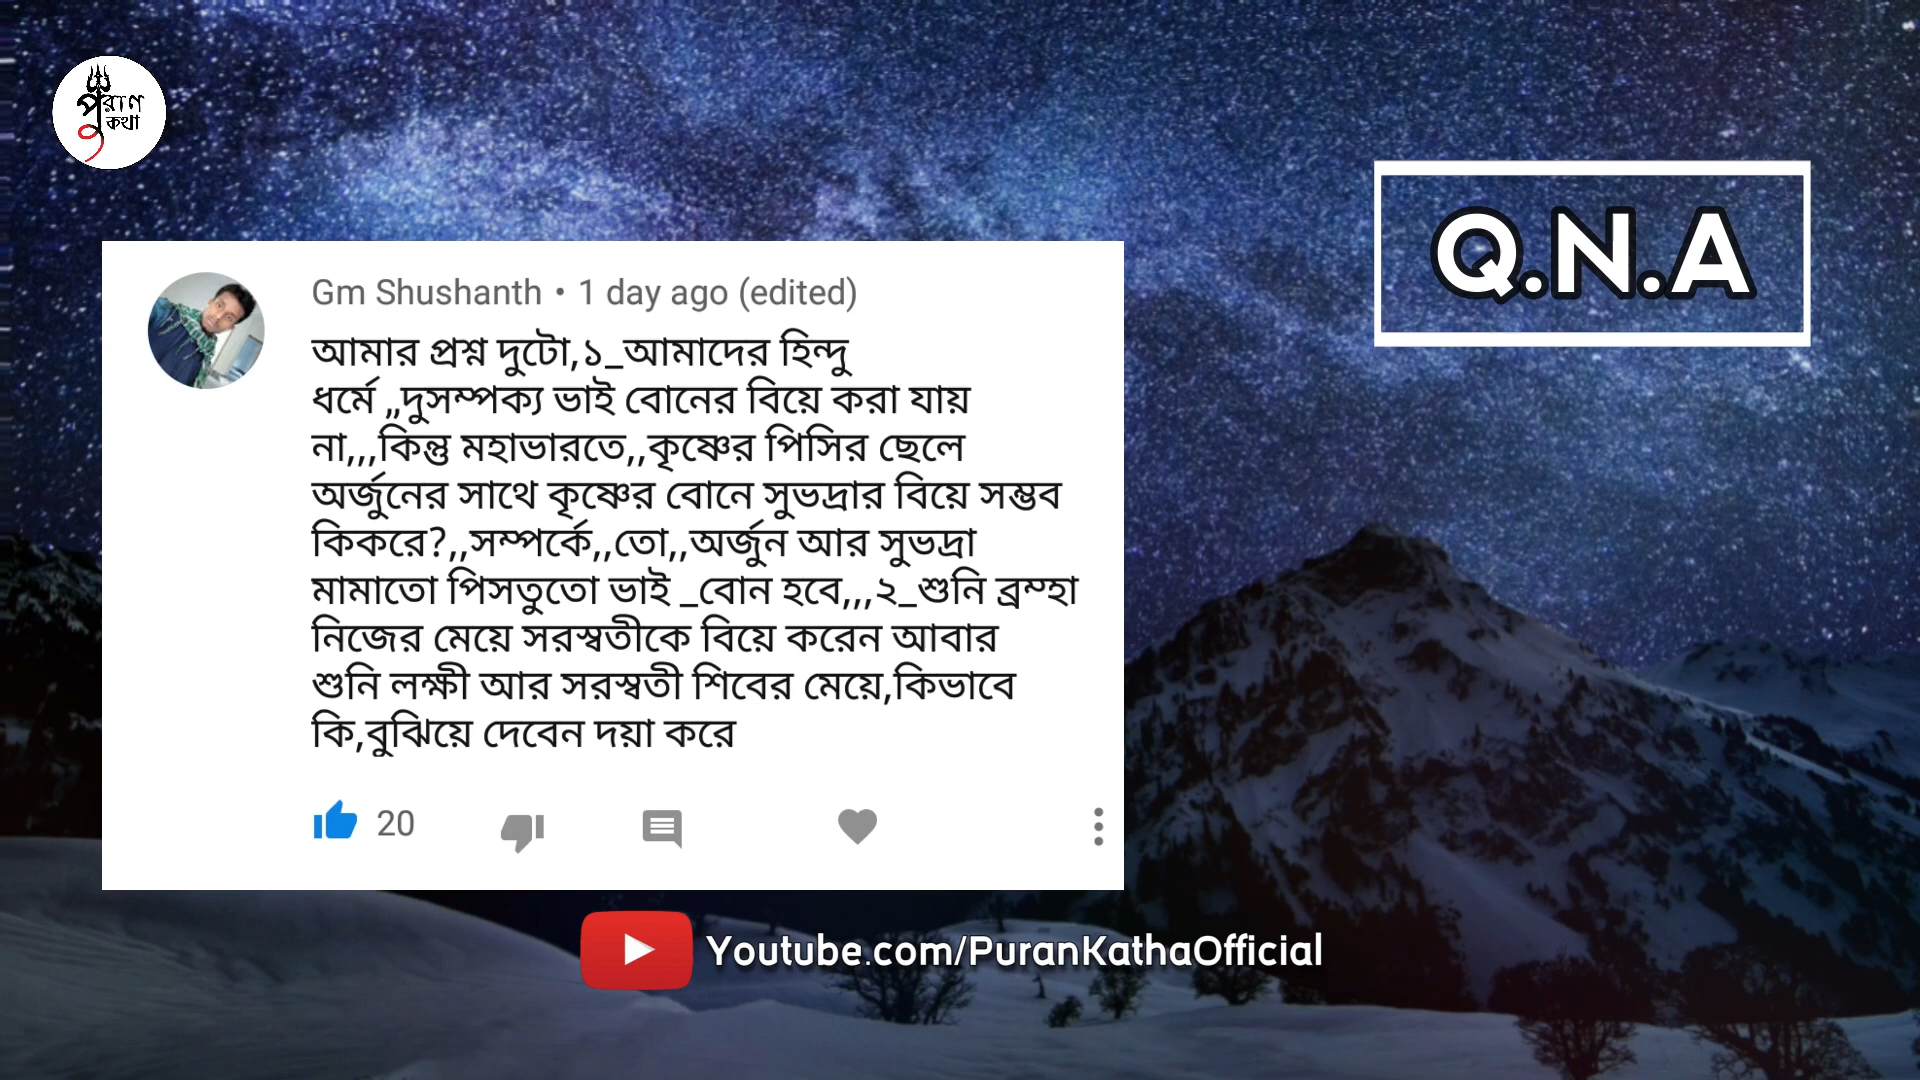 পুরাণ
কথা
Q.N.A
Gm Shushanth • 1 day ago (edited)
আমার প্রশ্ন দুটো,১_আমাদের হিন্দু
ধর্মে ,,দুসম্পক্য ভাই বোনের বিয়ে করা যায়
না,,,কিন্তু মহাভারতে,,কৃষ্ণের পিসির ছেলে
অর্জুনের সাথে কৃষ্ণের বোনে সুভদ্রার বিয়ে সম্ভব
কিকরে?,,সম্পর্কে,,তো,,অর্জুন আর সুভদ্রা
মামাতো পিসতুতো ভাই _বোন হবে,,,২_শুনি ব্রম্হা
নিজের মেয়ে সরস্বতীকে বিয়ে করেন আবার
শুনি লক্ষী আর সরস্বতী শিবের মেয়ে,কিভাবে
কি,বুঝিয়ে দেবেন দয়া করে
20
Youtube.com/PuranKathaOfficial